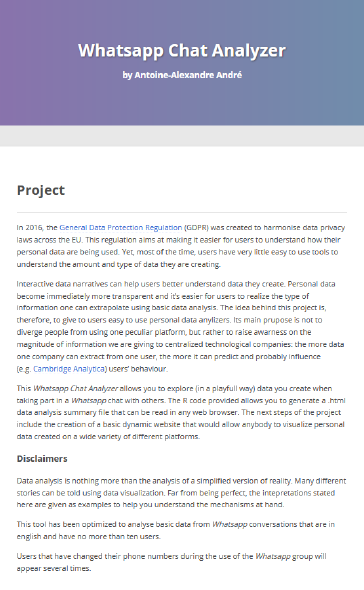 Whatsapp Chat Analyzer
by Antoine-Alexandre André
Project
In 2016, the General Data Protection Regulation (GDPR) was created to harmonise data privacy
laws across the EU. This regulation aims at making it easier for users to understand how their
personal data are being used. Yet, most of the time, users have very little easy to use tools to
understand the amount and type of data they are creating.
Interactive data narratives can help users better understand data they create. Personal data
become immediately more transparent and it's easier for users to realize the type of
information one can extrapolate using basic data analysis. The idea behind this project is,
therefore, to give to users easy to use personal data anylizers. Its main prupose is not to
diverge people from using one peculiar platform, but rather to raise awarness on the
magnitude of information we are giving to centralized technological companies: the more data
one company can extract from one user, the more it can predict and probably influence
(e.g. Cambridge Analytica) users' behaviour.
This Whatsapp Chat Analyzer allows you to explore (in a playfull way) data you create when
taking part in a Whatsapp chat with others. The R code provided allows you to generate a .html
data analysis summary file that can be read in any web browser. The next steps of the project
include the creation of a basic dynamic website that would allow anybody to visualize personal
data created on a wide variety of different platforms.
Disclaimers
Data analysis is nothing more than the analysis of a simplified version of reality. Many different
stories can be told using data visualization. Far from being perfect, the intepretations stated
here are given as examples to help you understand the mechanisms at hand.
This tool has been optimized to analyse basic data from Whatsapp conversations that are in
english and have no more than ten users.
Users that have changed their phone numbers during the use of the Whatsapp group will
appear several times.